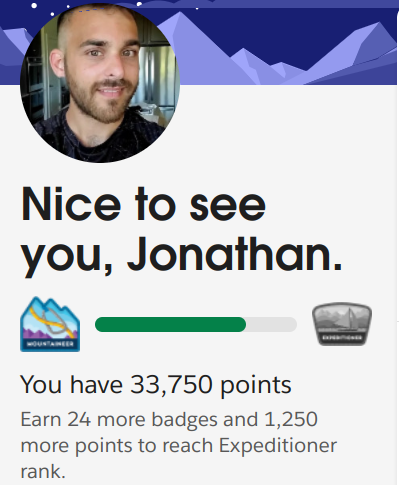 Nice to see
you, Jonathan.
MOUNTAINEER
EXPEDITIONER
You have 33,750 points
Earn 24 more badges and 1,250
more points to reach Expeditioner
rank.